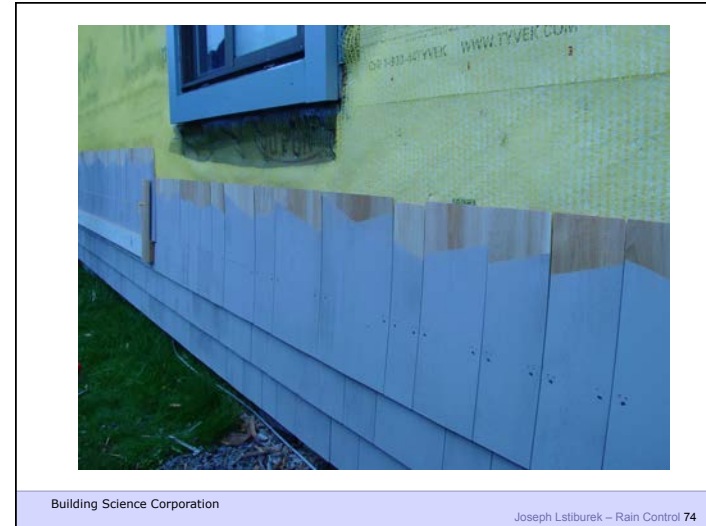 WWW.TYVEK.COM
Building Science Corporation
Joseph Lstiburek – Rain Control 74